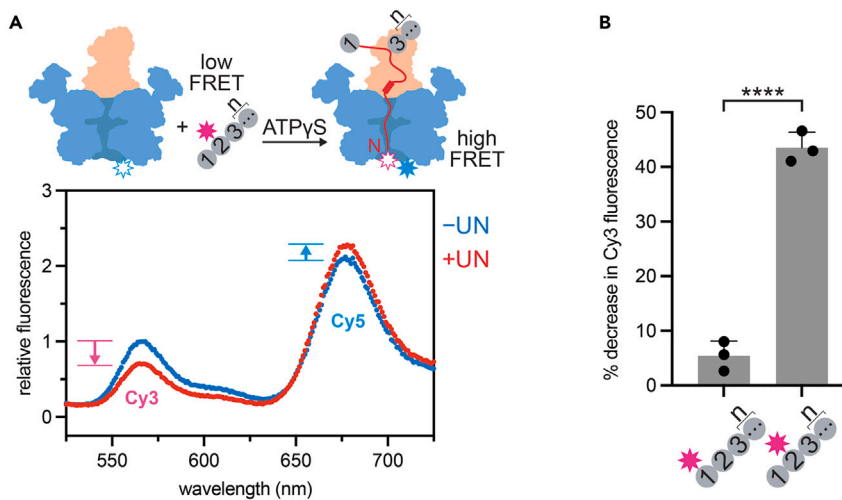 A
low
FRET
+
n
1 2 3 ...
ATPγS
n
1
3 ...
N
high
FRET
relative fluorescence
3
2
1
0
−UN
+UN
Cy3
Cy5
550
600
650
700
wavelength (nm)
B
****
% decrease in Cy3 fluorescence
50
40
30
20
10
0
n
1 2 3 ...
n
1 2 3 ...